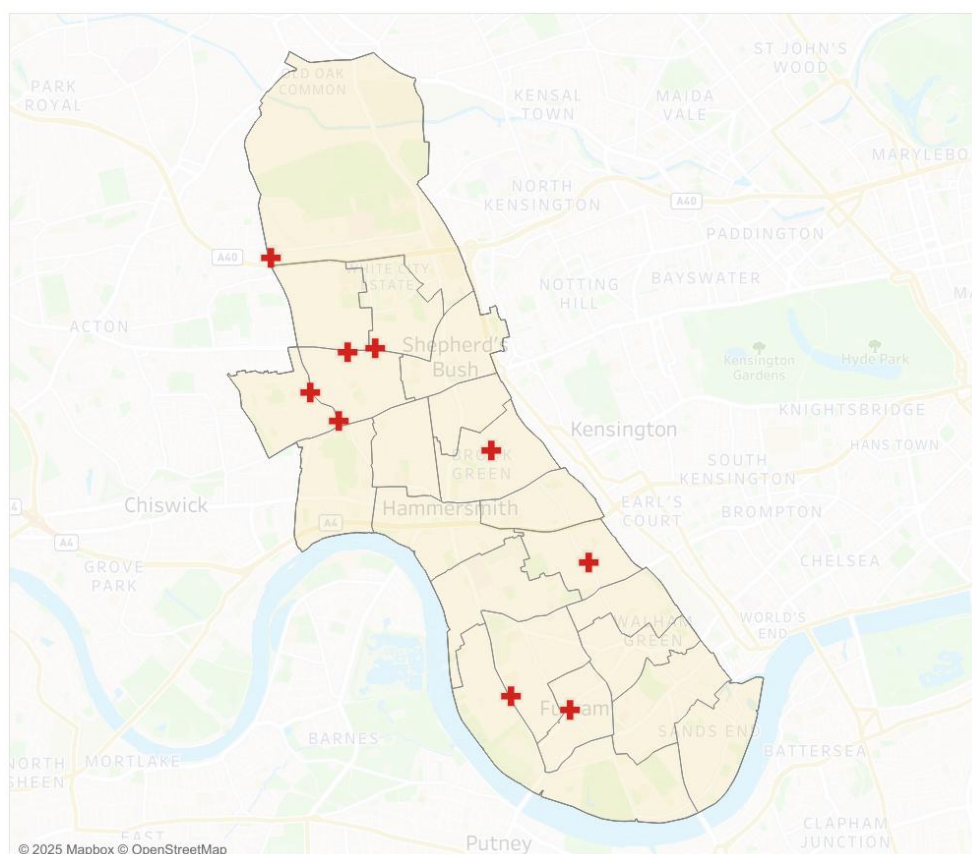 ST JOHN'S
WOOD
PARK
ROYAL
OLD OAK
COMMON
KENSAL
TOWN
MAIDA
VALE
MARYLEBO
NORTH
KENSINGTON
A40
PADDINGTON
A40
WHITE CITY
ESTATE
NOTTING
HILL
BAYSWATER
ACTON
Shepherd's
Bush
Kensington
Gardens
Hyde Park
KNIGHTSBRIDGE
Kensington
HANS TOWN
BROOK
GREEN
SOUTH
KENSINGTON
Chiswick
Hammersmith
EARL'S
COURT
BROMPTON
4
A4
A4
GROVE
PARK
CHELSEA
WORLD'S
END
WALHAM
GREEN
Fulham
SANDS END
BARNES
BATTERSEA
NORTH
SHEEN
MORTLAKE
EAST
Putney
CLAPHAM
JUNCTION
© 2025 Mapbox © OpenStreetMap